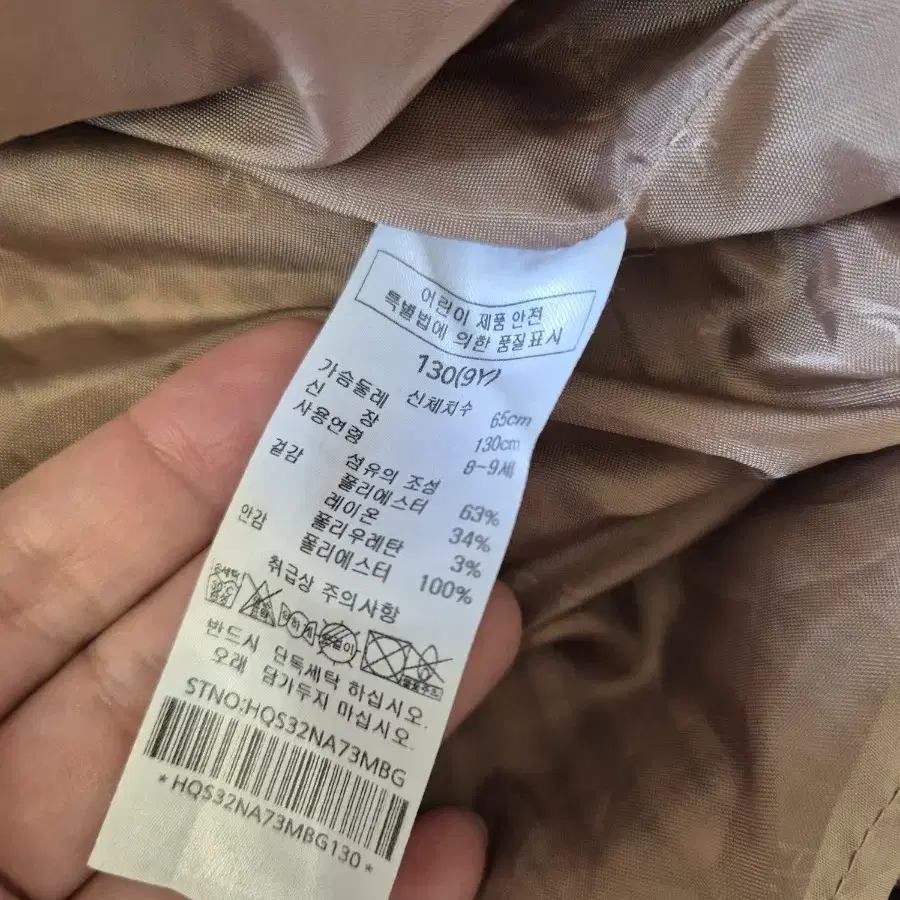 어린이 제품 안전
특별법에 의한 품질표시
130(9Y)
신체치수
가슴둘레 65cm
신 장 130cm
사용연령 8-9세
섬유의 조성
겉감 폴리에스터 63%
레이온 34%
폴리우레탄 3%
안감 폴리에스터 100%
취급상 주의사항
반드시 단독세탁 하십시오.
오래 담가두지 마십시오.
STNO:HQS32NA73MBG
*HQS32NA73MBG130*